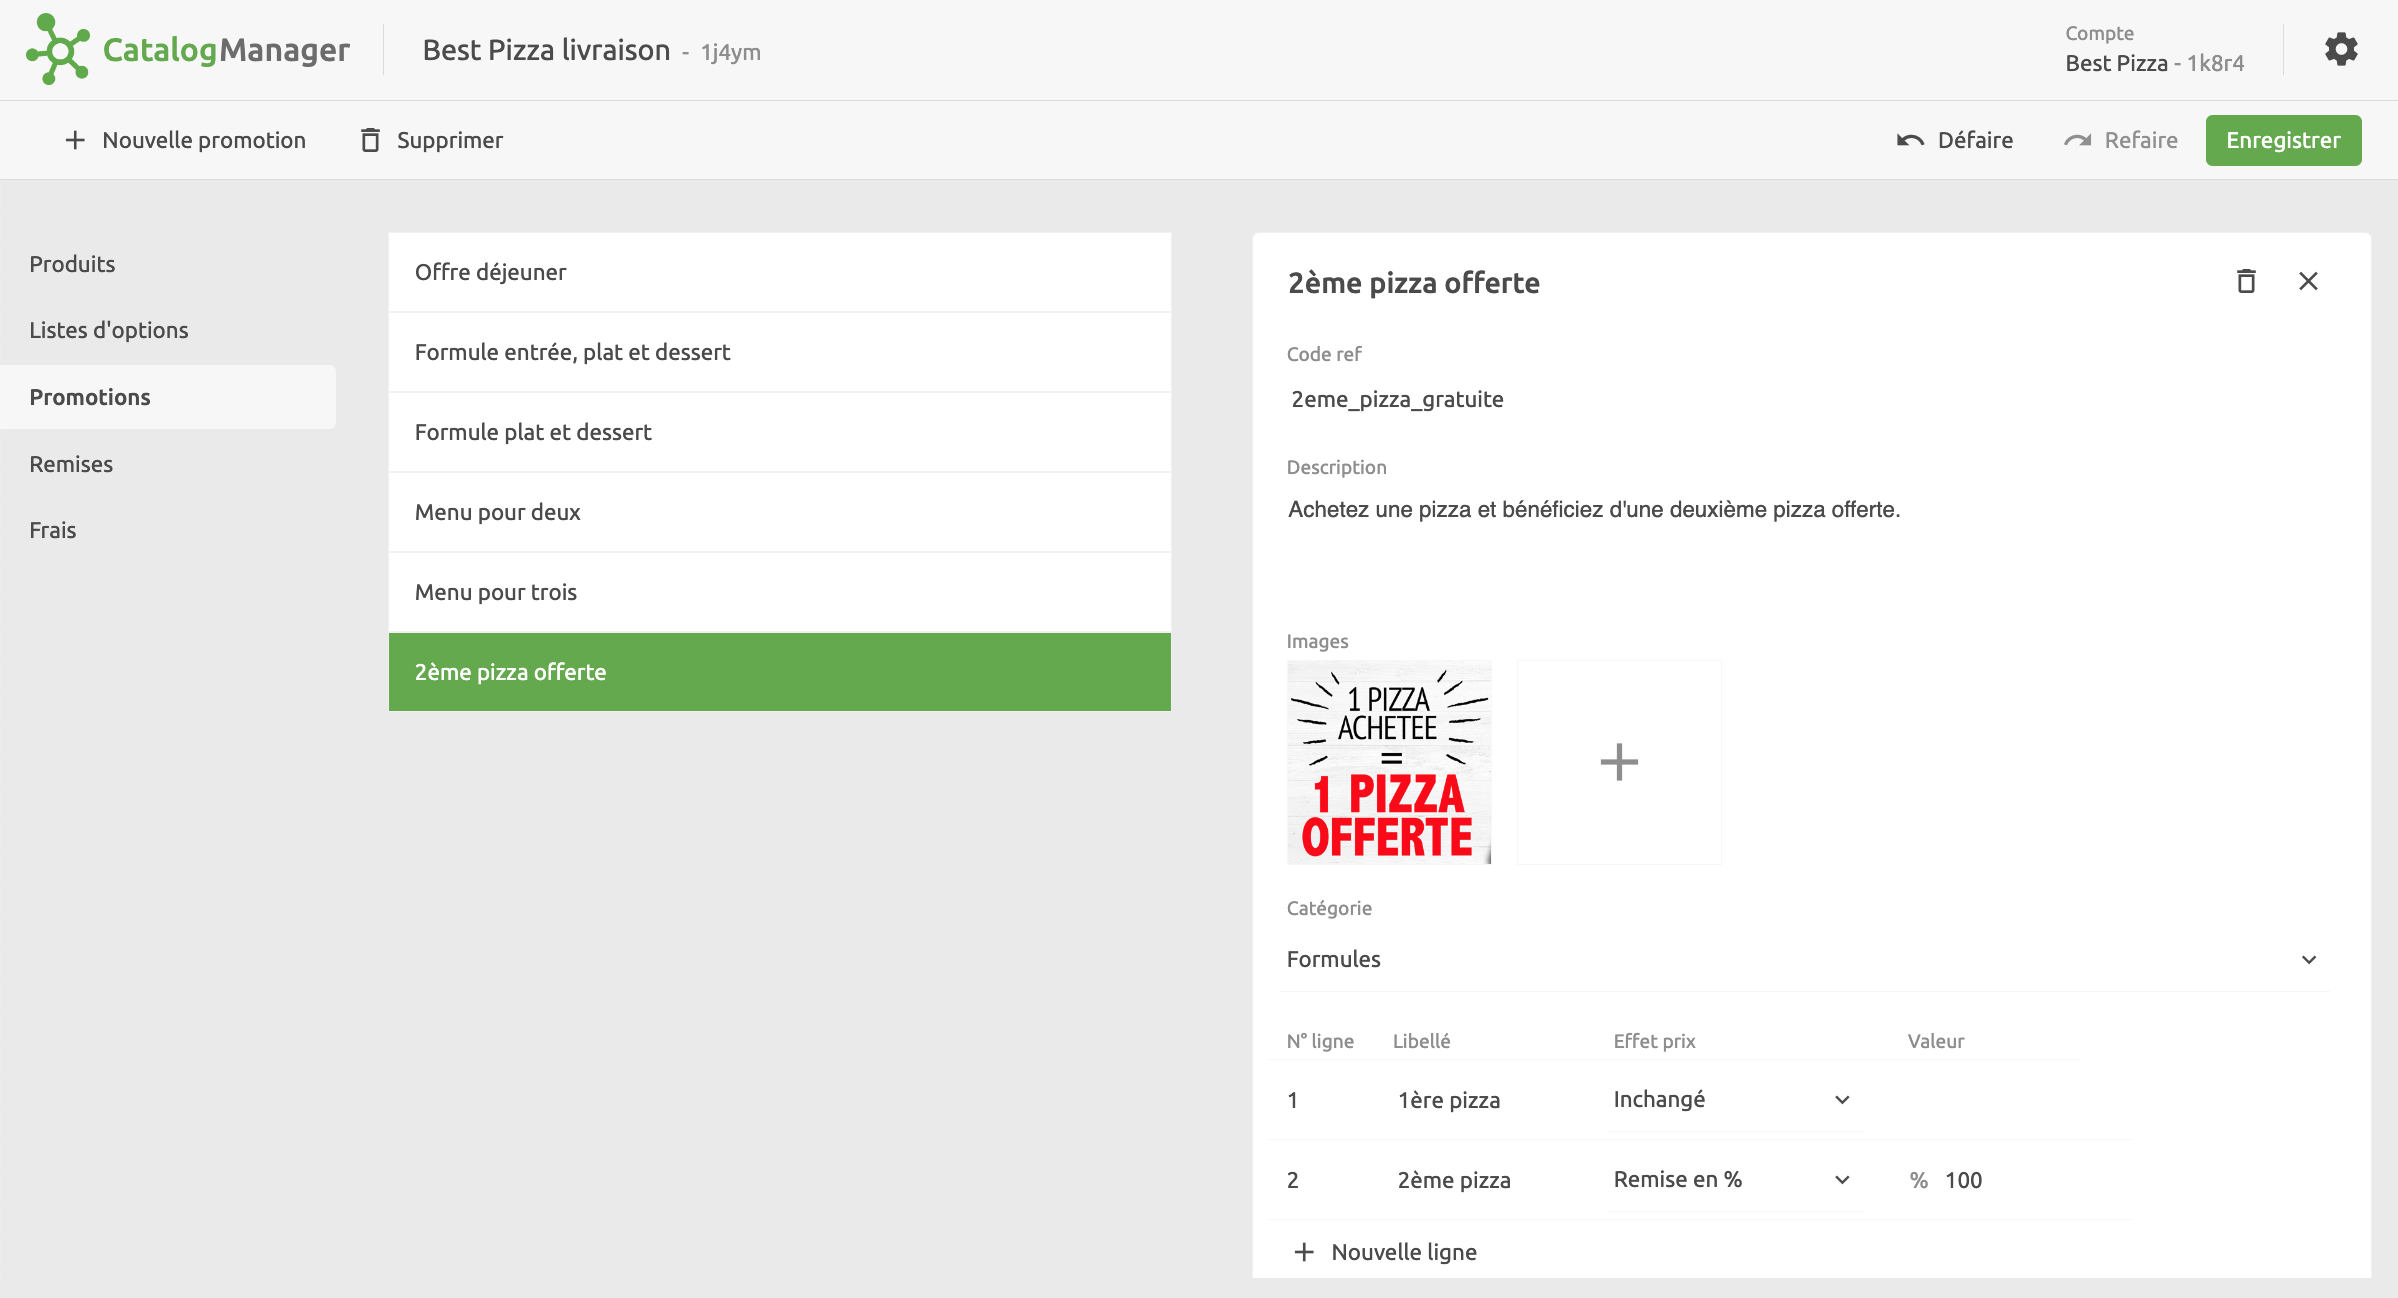 CatalogManager
Best Pizza livraison - 1j4ym
Compte
Best Pizza - 1k8r4
Nouvelle promotion
Supprimer
Défaire
Refaire
Enregistrer
Produits
Listes d'options
Promotions
Remises
Frais
Offre déjeuner
Formule entrée, plat et dessert
Formule plat et dessert
Menu pour deux
Menu pour trois
2ème pizza offerte
2ème pizza offerte
Code ref
2eme_pizza_gratuite
Description
Achetez une pizza et bénéficiez d'une deuxième pizza offerte.
Images
1 PIZZA
ACHETEE
=
1 PIZZA
OFFERTE
Catégorie
Formules
N° ligne Libellé Effet prix Valeur
1 1ère pizza Inchangé
2 2ème pizza Remise en % % 100
Nouvelle ligne